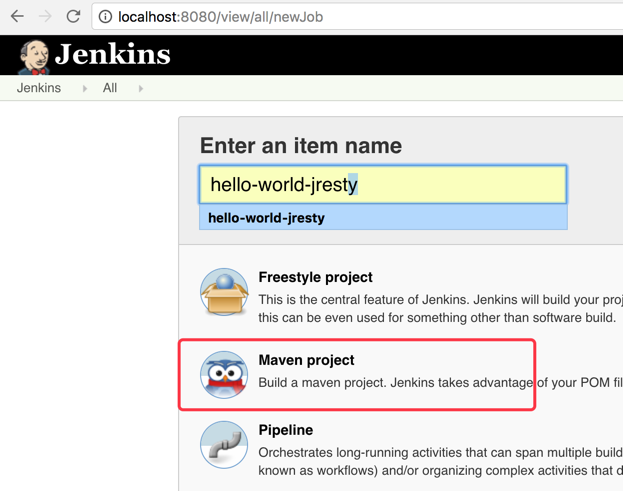 localhost:8080/view/all/newJob
Jenkins
Jenkins All
Enter an item name
hello-world-jresty
hello-world-jresty
Freestyle project
This is the central feature of Jenkins. Jenkins will build your
this can be even used for something other than software build.
Maven project
Build a maven project. Jenkins takes advantage of your POM
Pipeline
Orchestrates long-running activities that can span multiple build
known as workflows) and/or organizing complex activities that